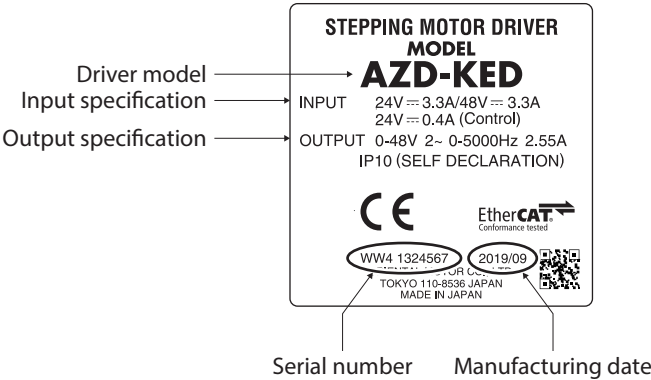 STEPPING MOTOR DRIVER
MODEL
Driver model
AZD-KED
Input specification
INPUT 24V⎓3.3A/48V⎓3.3A
24V⎓0.4A (Control)
Output specification
OUTPUT 0-48V 2~ 0-5000Hz 2.55A
IP10 (SELF DECLARATION)
CE
EtherCAT®
Conformance tested
WW4 1324567 2019/09
TOKYO 110-8536 JAPAN
MADE IN JAPAN
Serial number
Manufacturing date